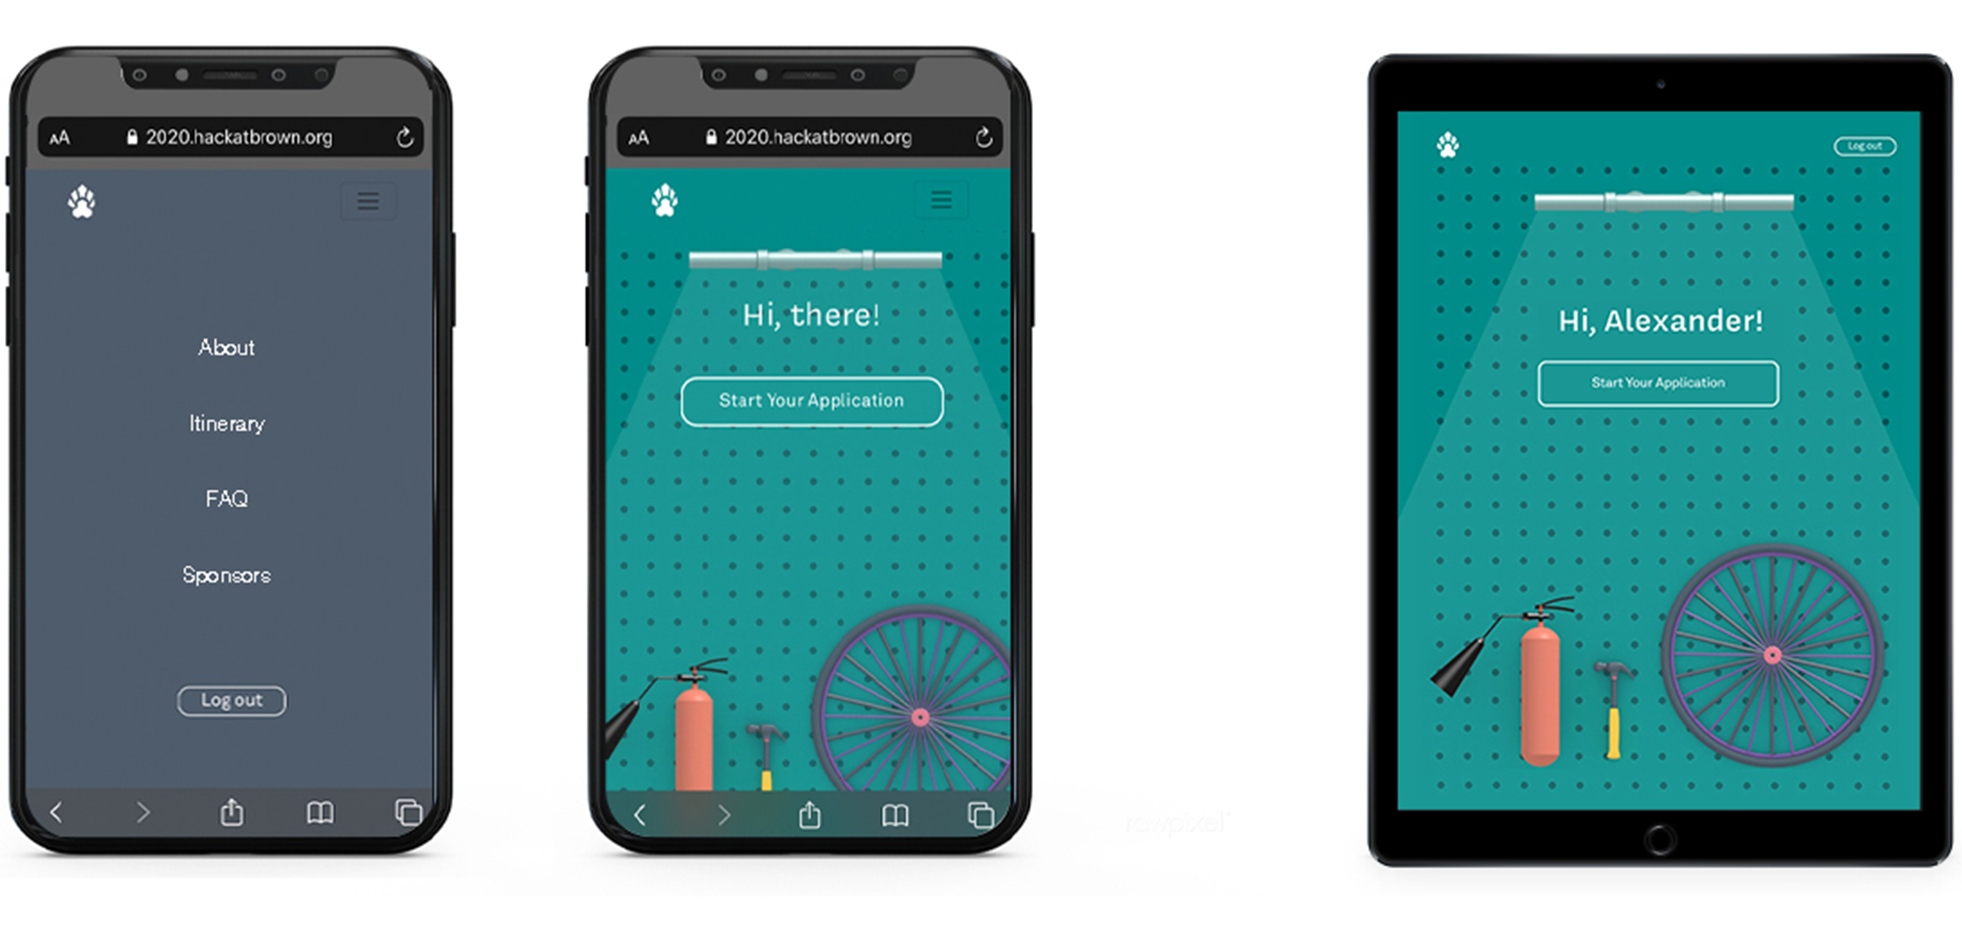 AA 2020.hackatbrown.org
About
Itinerary
FAQ
Sponsors
Log out
AA 2020.hackatbrown.org
Hi, there!
Start Your Application
rawpixel
Log out
Hi, Alexander!
Start Your Application